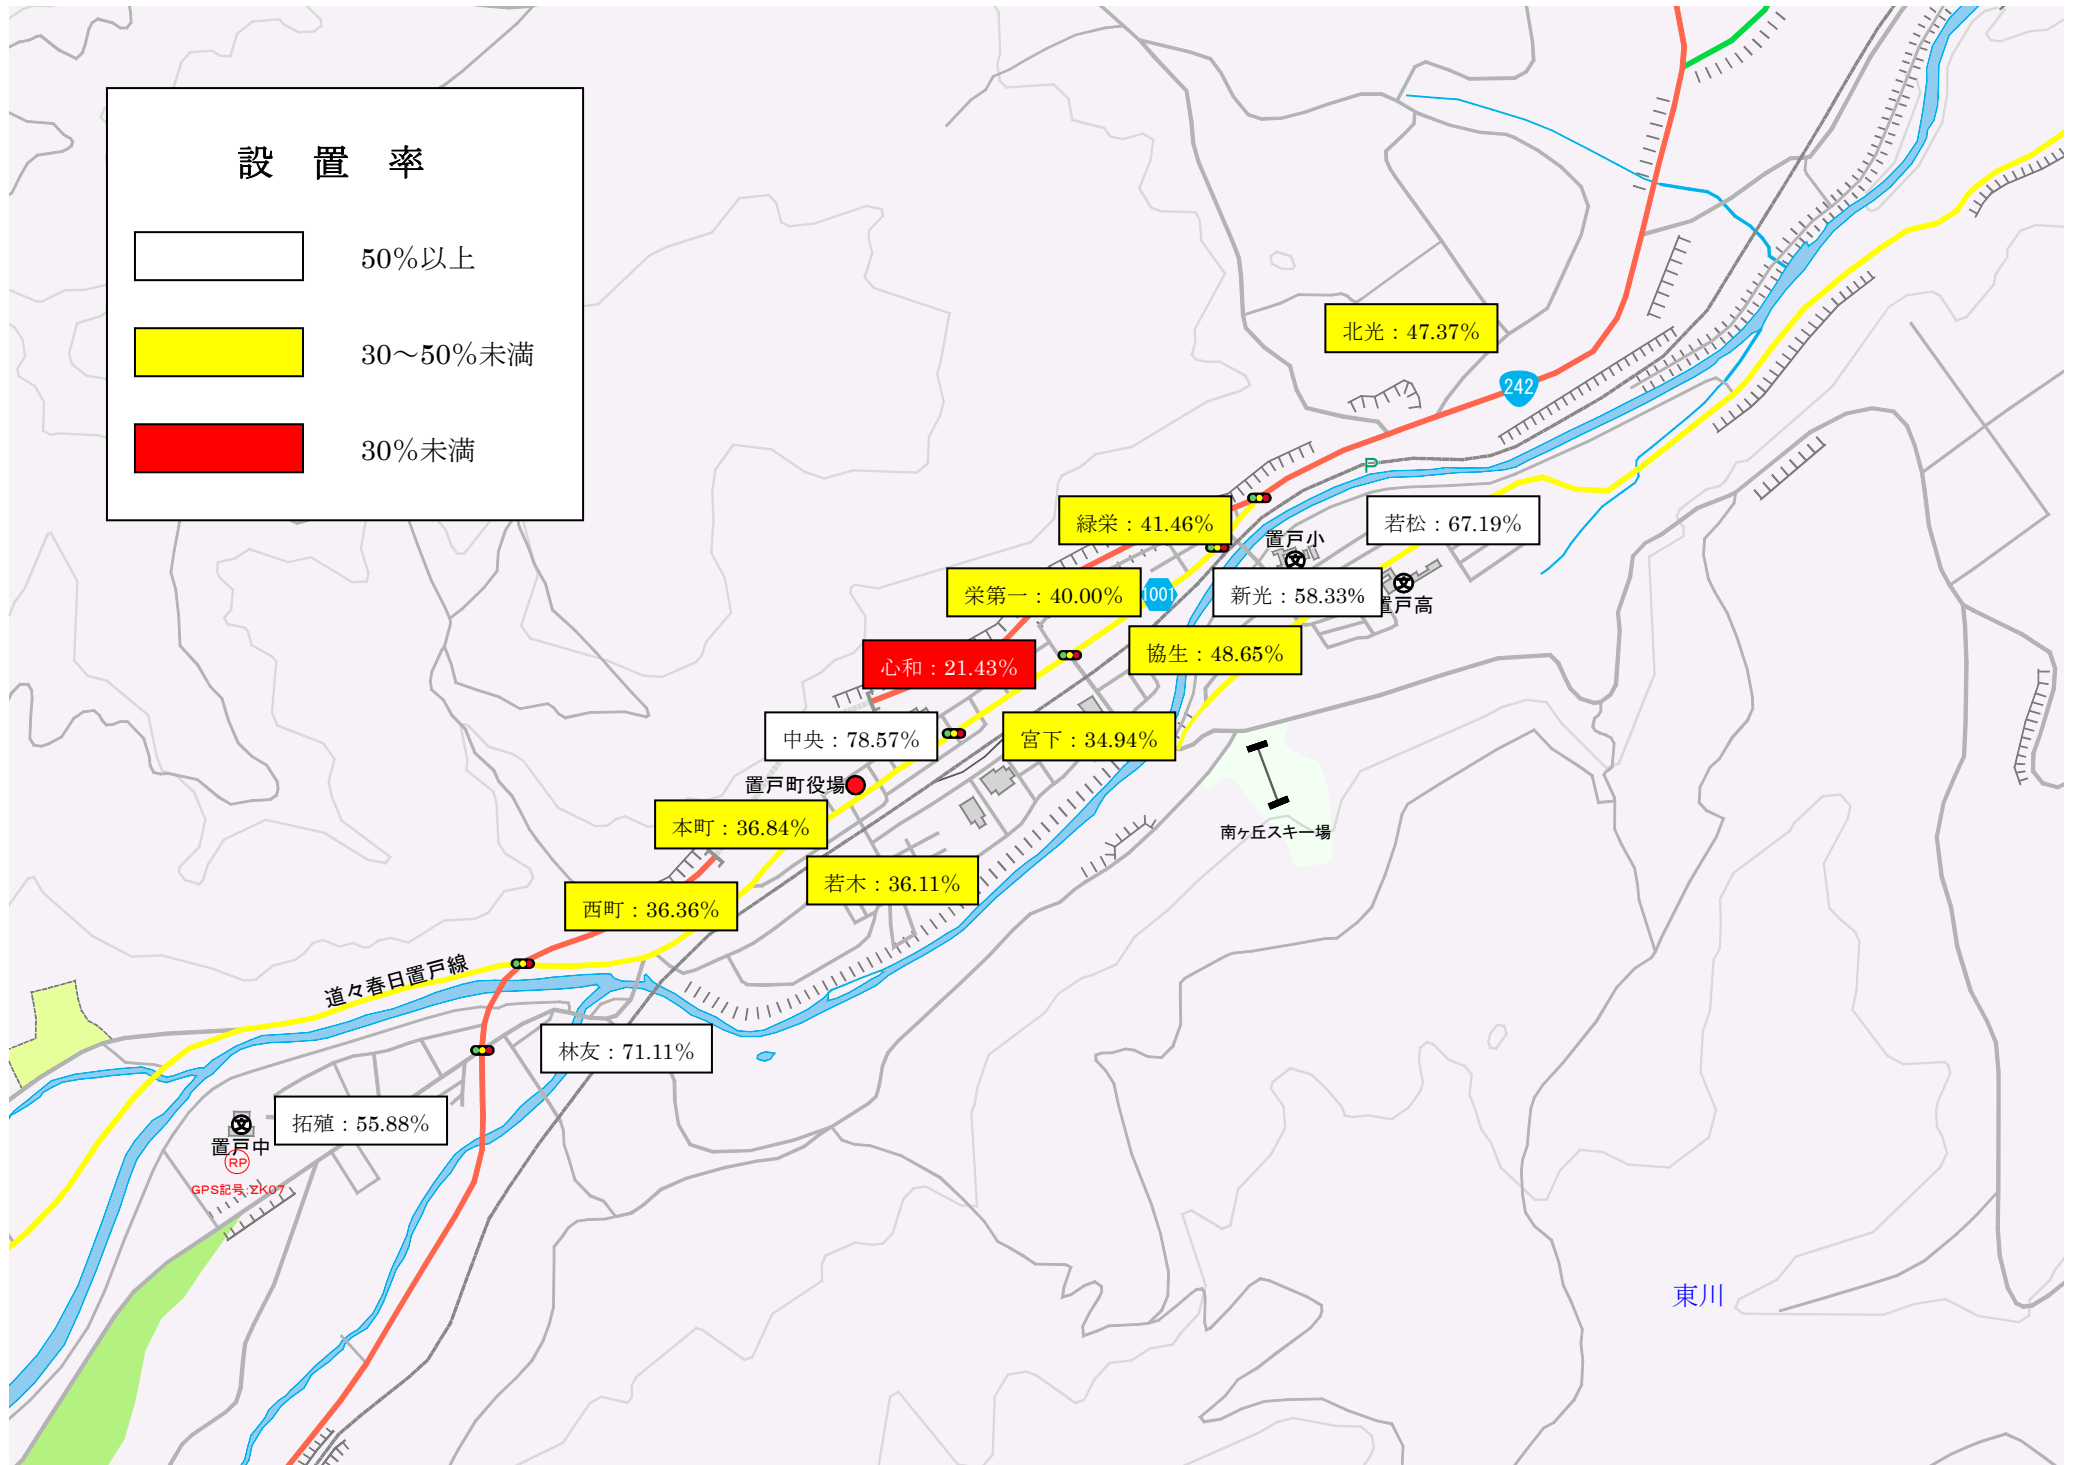 設 置 率
50%以上
30～50%未満
30%未満
北光：47.37%
242
P
緑栄：41.46%
若松：67.19%
置戸小
栄第一：40.00%
1001
新光：58.33%
置戸高
協生：48.65%
心和：21.43%
中央：78.57%
宮下：34.94%
置戸町役場
本町：36.84%
南ヶ丘スキー場
若木：36.11%
西町：36.36%
道々春日置戸線
林友：71.11%
拓殖：55.88%
置戸中
RP
GPS記号:ZK07
東川